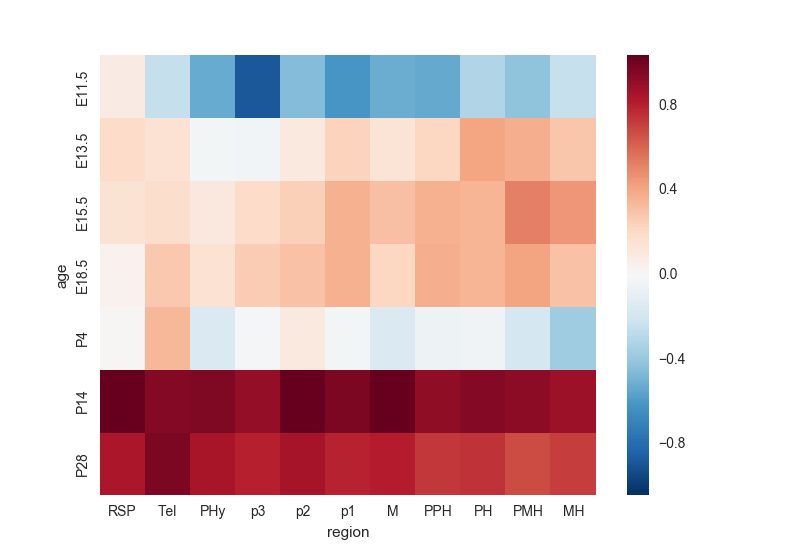 E11.5
E13.5
E15.5
E18.5
P4
P14
P28
age
RSP Tel PHy p3 p2 p1 M PPH PH PMH MH
region
0.8
0.4
0.0
−0.4
−0.8